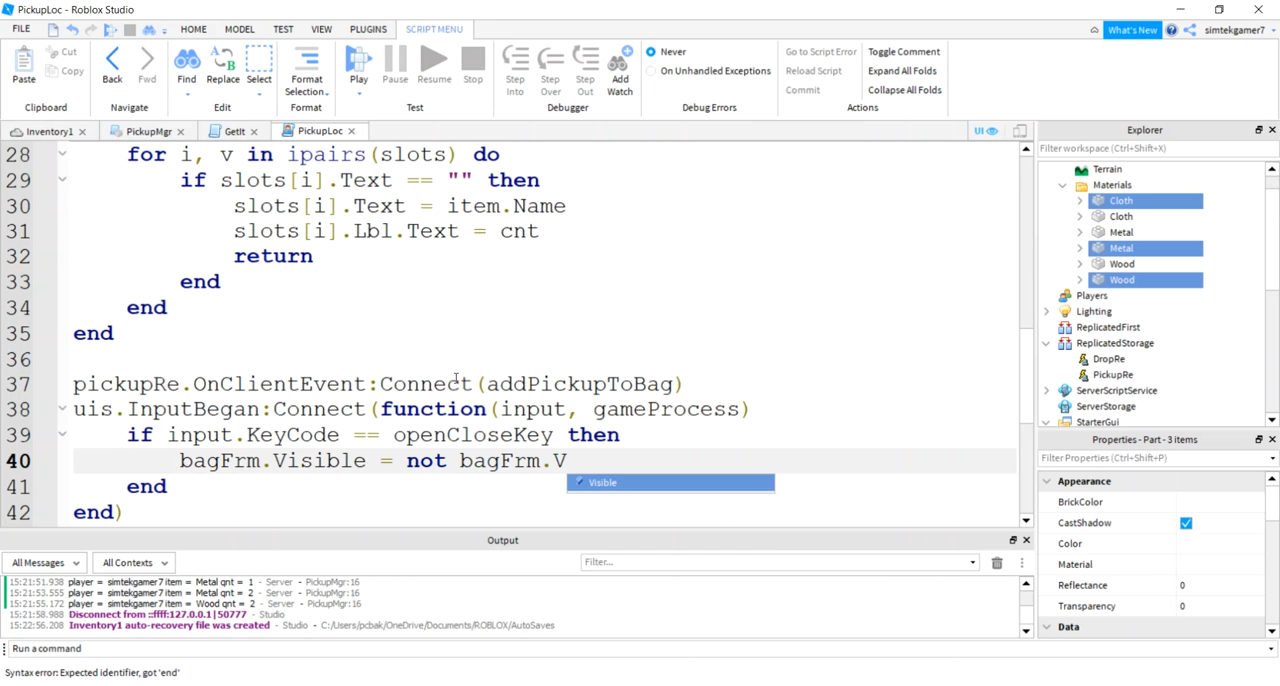 PickupLoc - Roblox Studio
FILE HOME MODEL TEST VIEW PLUGINS SCRIPT MENU What's New simtekgamer7
Paste Cut Copy Back Fwd Find Replace Select Format Selection Play Pause Resume Stop Step Into Step Over Step Out Add Watch Never On Unhandled Exceptions Go to Script Error Reload Script Commit Toggle Comment Expand All Folds Collapse All Folds
Clipboard Navigate Edit Format Test Debugger Debug Errors Actions
Inventory1 PickupMgr GetIt PickupLoc UI
28 for i, v in ipairs(slots) do
29 if slots[i].Text == "" then
30 slots[i].Text = item.Name
31 slots[i].Lbl.Text = cnt
32 return
33 end
34 end
35 end
36
37 pickupRe.OnClientEvent:Connect(addPickupToBag)
38 uis.InputBegan:Connect(function(input, gameProcess)
39 if input.KeyCode == openCloseKey then
40 bagFrm.Visible = not bagFrm.V
Visible
41 end
42 end)
Explorer
Filter workspace (Ctrl+Shift+X)
Terrain
Materials
Cloth
Cloth
Metal
Metal
Wood
Wood
Players
Lighting
ReplicatedFirst
ReplicatedStorage
DropRe
PickupRe
ServerScriptService
ServerStorage
StarterGui
Properties - Part - 3 items
Filter Properties (Ctrl+Shift+P)
Appearance
BrickColor
CastShadow
Color
Material
Reflectance 0
Transparency 0
Data
Output
All Messages All Contexts Filter...
15:21:51.938 player = simtekgamer7 item = Metal qnt = 1 - Server - PickupMgr:16
15:21:53.555 player = simtekgamer7 item = Metal qnt = 2 - Server - PickupMgr:16
15:21:55.172 player = simtekgamer7 item = Wood qnt = 2 - Server - PickupMgr:16
15:21:58.988 Disconnect from ::ffff:127.0.0.1|50777 - Studio
15:22:56.208 Inventory1 auto-recovery file was created - Studio - C:/Users/pcbak/OneDrive/Documents/ROBLOX/AutoSaves
Run a command
Syntax error: Expected identifier, got 'end'